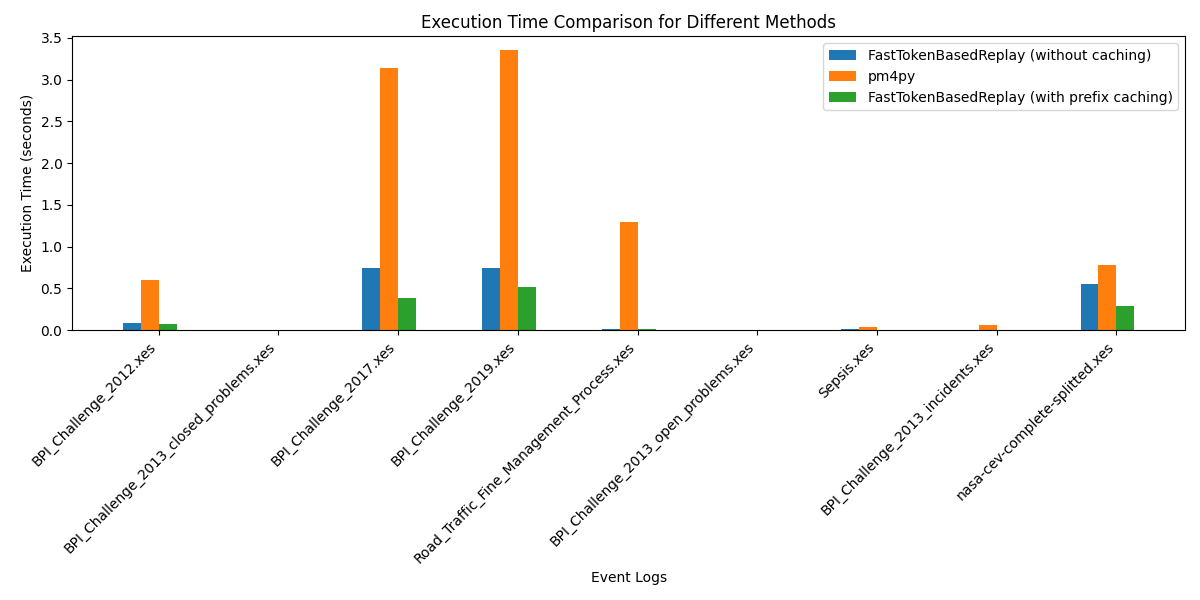 Execution Time Comparison for Different Methods
FastTokenBasedReplay (without caching)
pm4py
FastTokenBasedReplay (with prefix caching)
Execution Time (seconds)
3.5
3.0
2.5
2.0
1.5
1.0
0.5
0.0
BPI_Challenge_2012.xes
BPI_Challenge_2013_closed_problems.xes
BPI_Challenge_2017.xes
BPI_Challenge_2019.xes
Road_Traffic_Fine_Management_Process.xes
BPI_Challenge_2013_open_problems.xes
Sepsis.xes
BPI_Challenge_2013_incidents.xes
nasa-cev-complete-splitted.xes
Event Logs